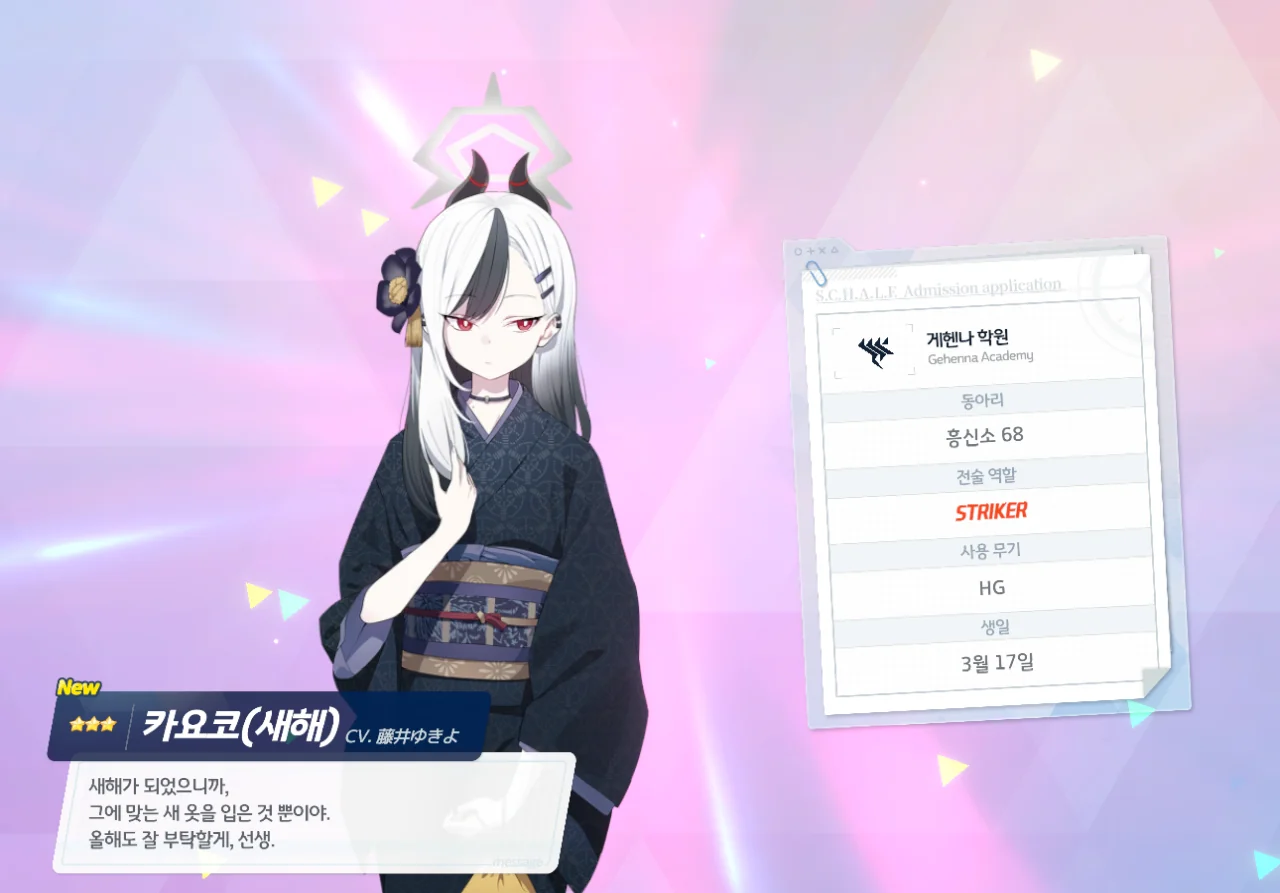 S.C.H.A.L.E Admission application
게헨나 학원
Gehenna Academy
동아리
흥신소 68
전술 역할
STRIKER
사용 무기
HG
생일
3월 17일
New
카요코(새해) CV. 藤井ゆきよ
새해가 되었으니까,
그에 맞는 새 옷을 입은 것 뿐이야.
올해도 잘 부탁할게, 선생.
message